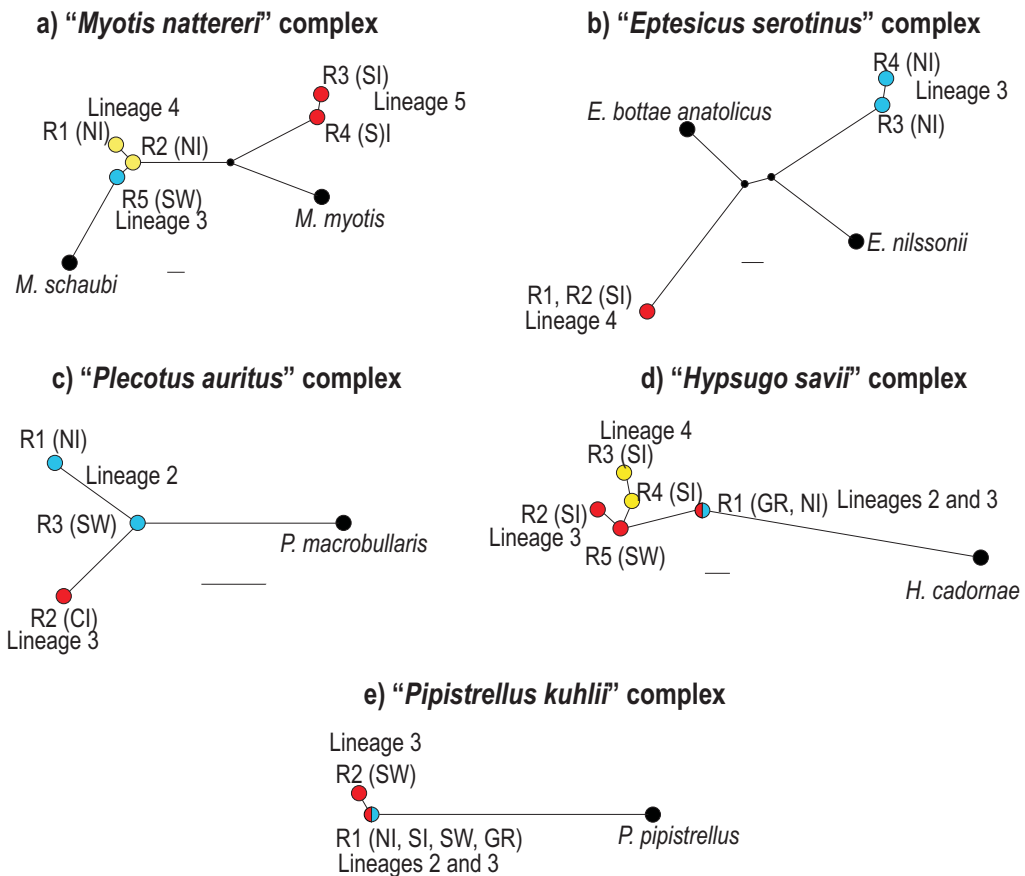 a) “Myotis nattereri” complex
R3 (SI)
Lineage 5
R4 (S)I
Lineage 4
R1 (NI)
R2 (NI)
R5 (SW)
Lineage 3
M. myotis
M. schaubi
b) “Eptesicus serotinus” complex
R4 (NI)
Lineage 3
R3 (NI)
E. bottae anatolicus
E. nilssonii
R1, R2 (SI)
Lineage 4
c) “Plecotus auritus” complex
R1 (NI)
Lineage 2
R3 (SW)
P. macrobullaris
R2 (CI)
Lineage 3
d) “Hypsugo savii” complex
Lineage 4
R3 (SI)
R4 (SI)
R1 (GR, NI)
Lineages 2 and 3
R2 (SI)
Lineage 3
R5 (SW)
H. cadornae
e) “Pipistrellus kuhlii” complex
Lineage 3
R2 (SW)
R1 (NI, SI, SW, GR)
Lineages 2 and 3
P. pipistrellus